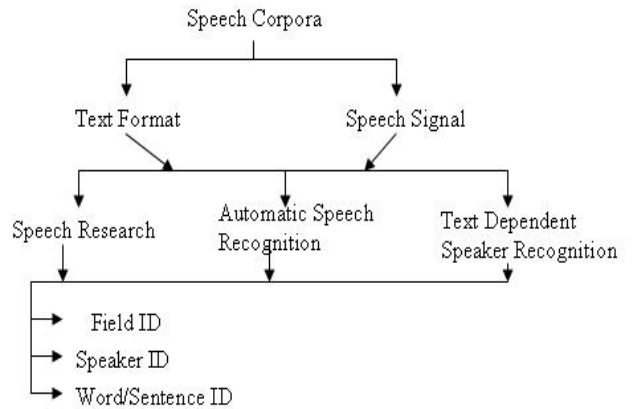 Speech Corpora
Text Format
Speech Signal
Speech Research
Automatic Speech
Recognition
Text Dependent
Speaker Recognition
Field ID
Speaker ID
Word/Sentence ID